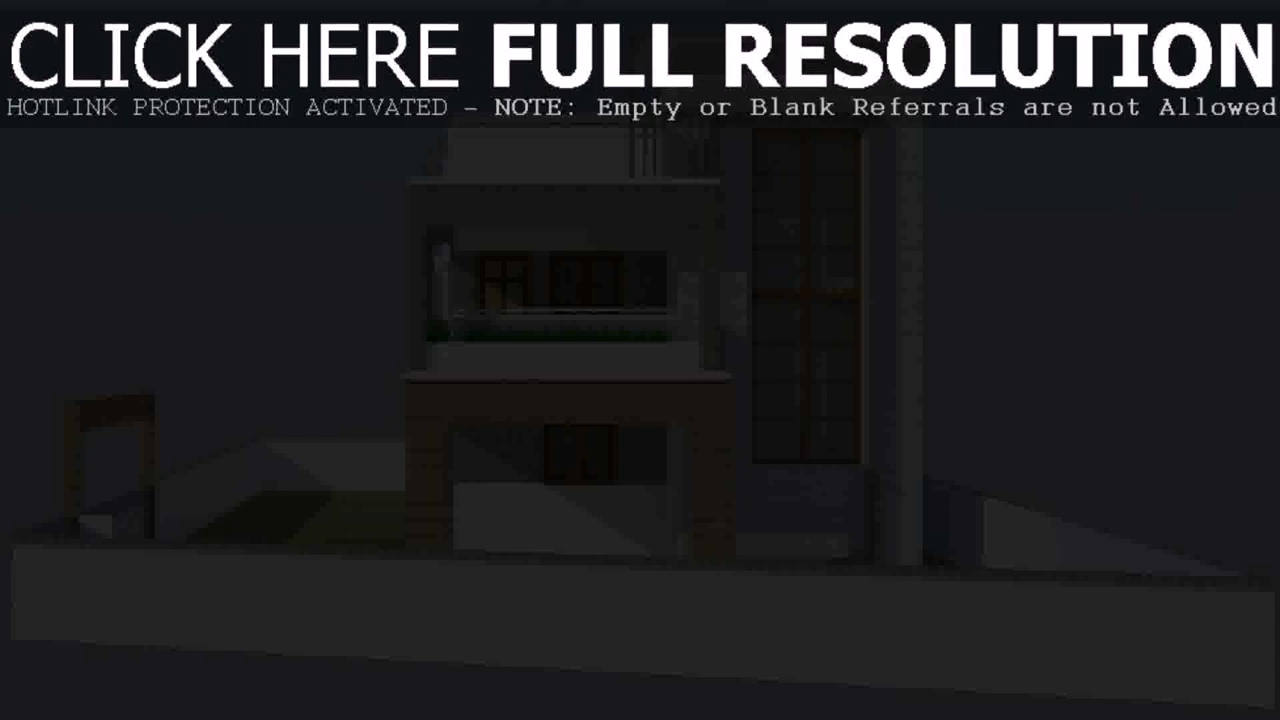 CLICK HERE FULL RESOLUTION
HOTLINK PROTECTION ACTIVATED – NOTE: Empty or Blank Referrals are not Allowed